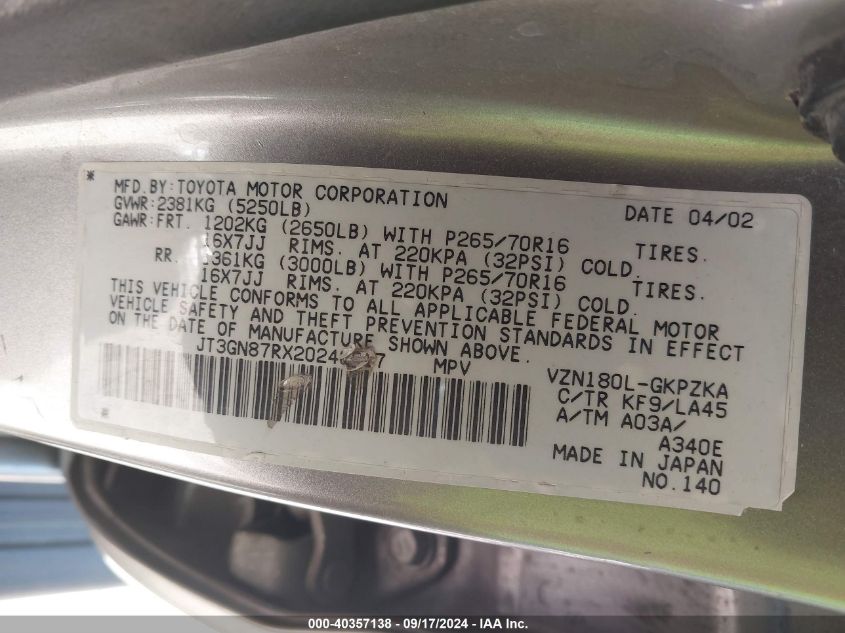 MFD.BY:TOYOTA MOTOR CORPORATION DATE 04/02
GVWR:2381KG (5250LB)
GAWR:FRT. 1202KG (2650LB) WITH P265/70R16 TIRES.
16X7JJ RIMS. AT 220KPA (32PSI) COLD.
RR. 1361KG (3000LB) WITH P265/70R16 TIRES.
16X7JJ RIMS. AT 220KPA (32PSI) COLD.
THIS VEHICLE CONFORMS TO ALL APPLICABLE FEDERAL MOTOR
VEHICLE SAFETY AND THEFT PREVENTION STANDARDS IN EFFECT
ON THE DATE OF MANUFACTURE SHOWN ABOVE.
MPV
VZN180L-GKPZKA
C/TR KF9/LA45
A/TM A03A/
A340E
MADE IN JAPAN
NO.140
000-40357138 - 09/17/2024 - IAA Holdings, LLC.